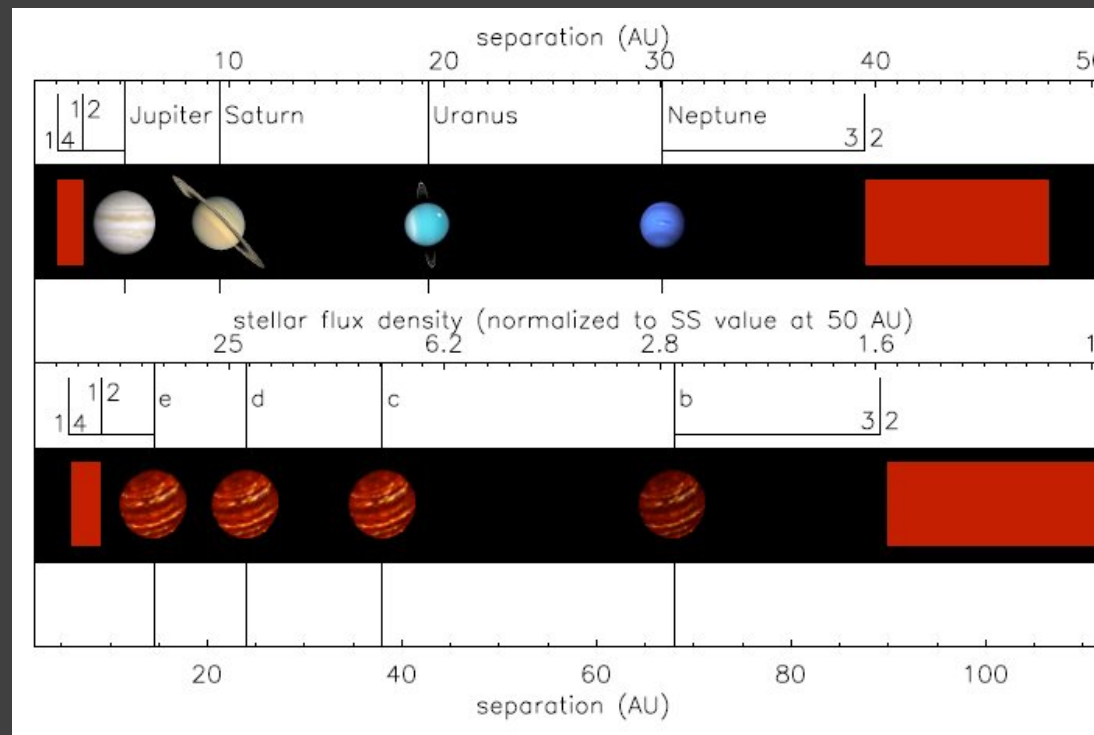 separation (AU)
10 20 30 40 50
1 2 Jupiter Saturn Uranus Neptune
1 4 3 2
stellar flux density (normalized to SS value at 50 AU)
25 6.2 2.8 1.6 1
1 2 e d c b
1 4 3 2
20 40 60 80 100
separation (AU)